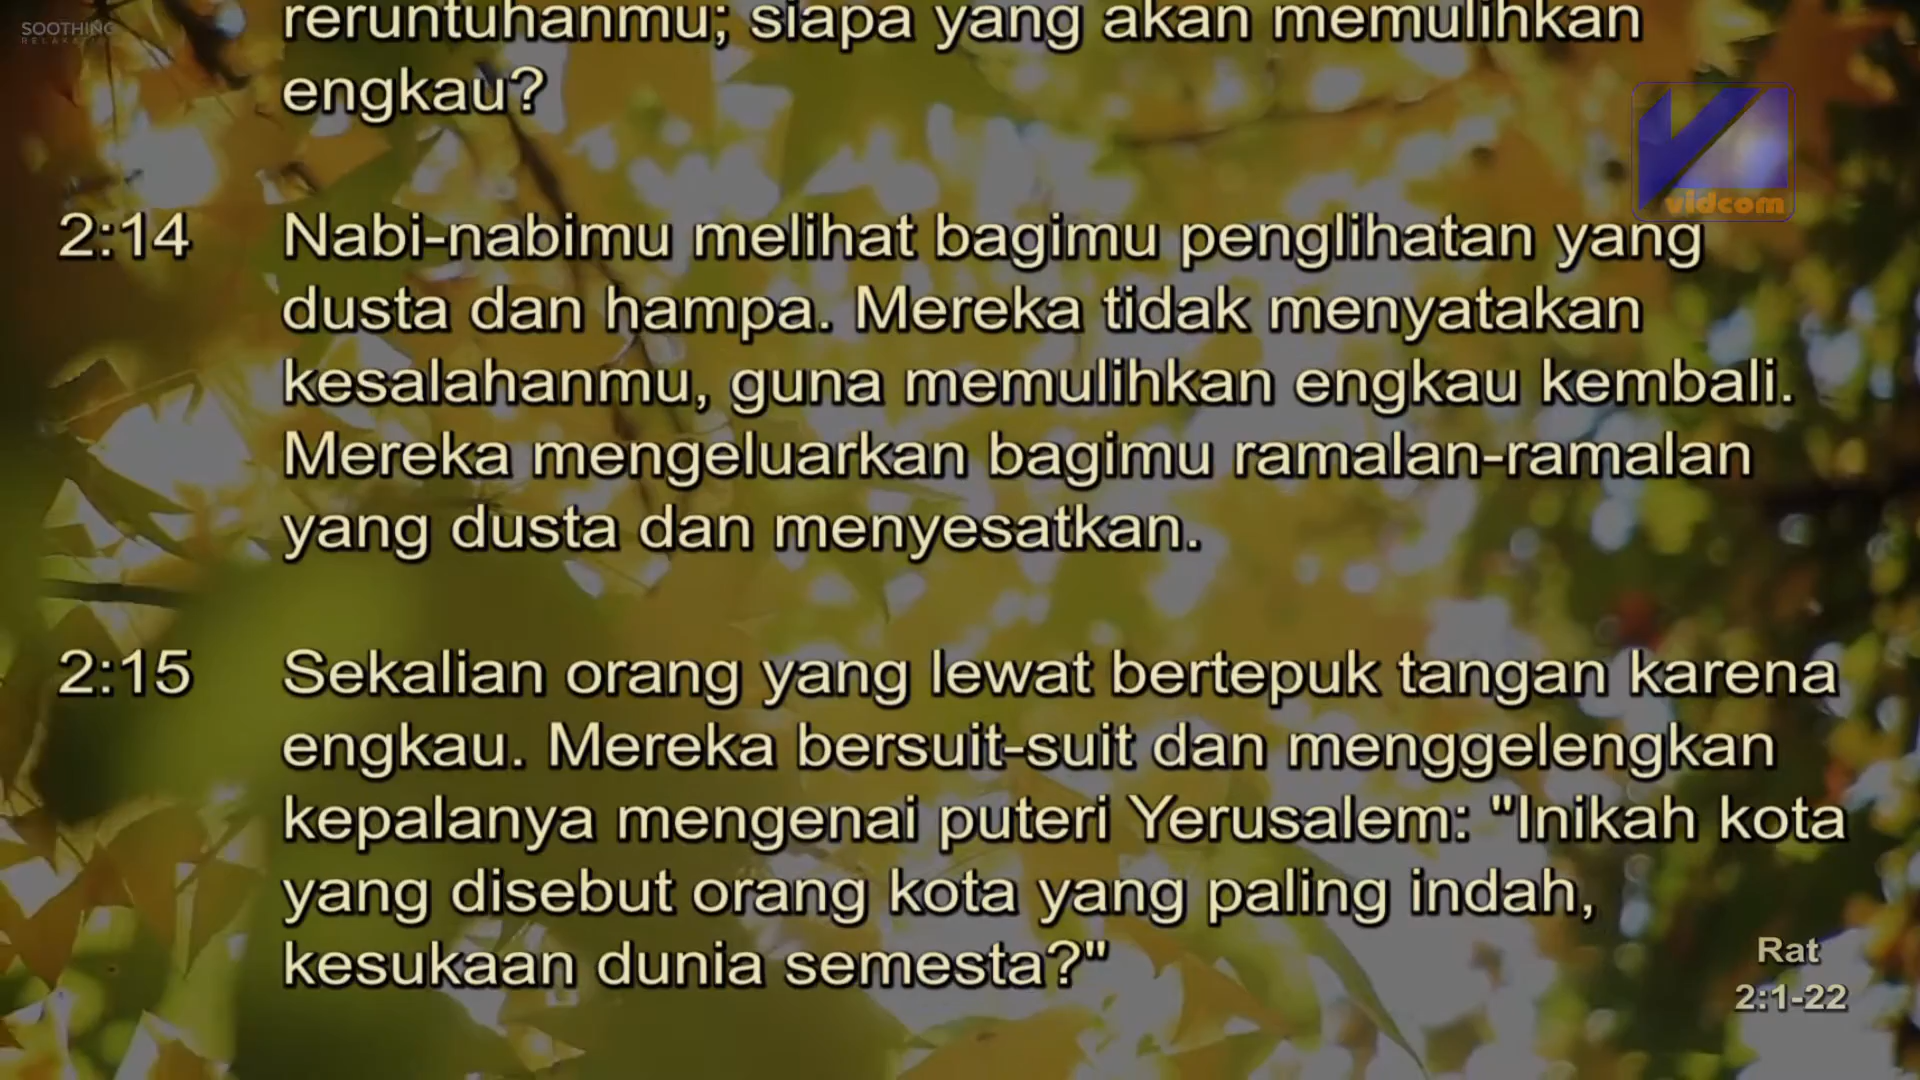 SOOTHING
RELAXATION
reruntuhanmu; siapa yang akan memulihkan
engkau?
vidcom
2:14 Nabi-nabimu melihat bagimu penglihatan yang
dusta dan hampa. Mereka tidak menyatakan
kesalahanmu, guna memulihkan engkau kembali.
Mereka mengeluarkan bagimu ramalan-ramalan
yang dusta dan menyesatkan.
2:15 Sekalian orang yang lewat bertepuk tangan karena
engkau. Mereka bersuit-suit dan menggelengkan
kepalanya mengenai puteri Yerusalem: "Inikah kota
yang disebut orang kota yang paling indah,
kesukaan dunia semesta?"
Rat
2:1-22